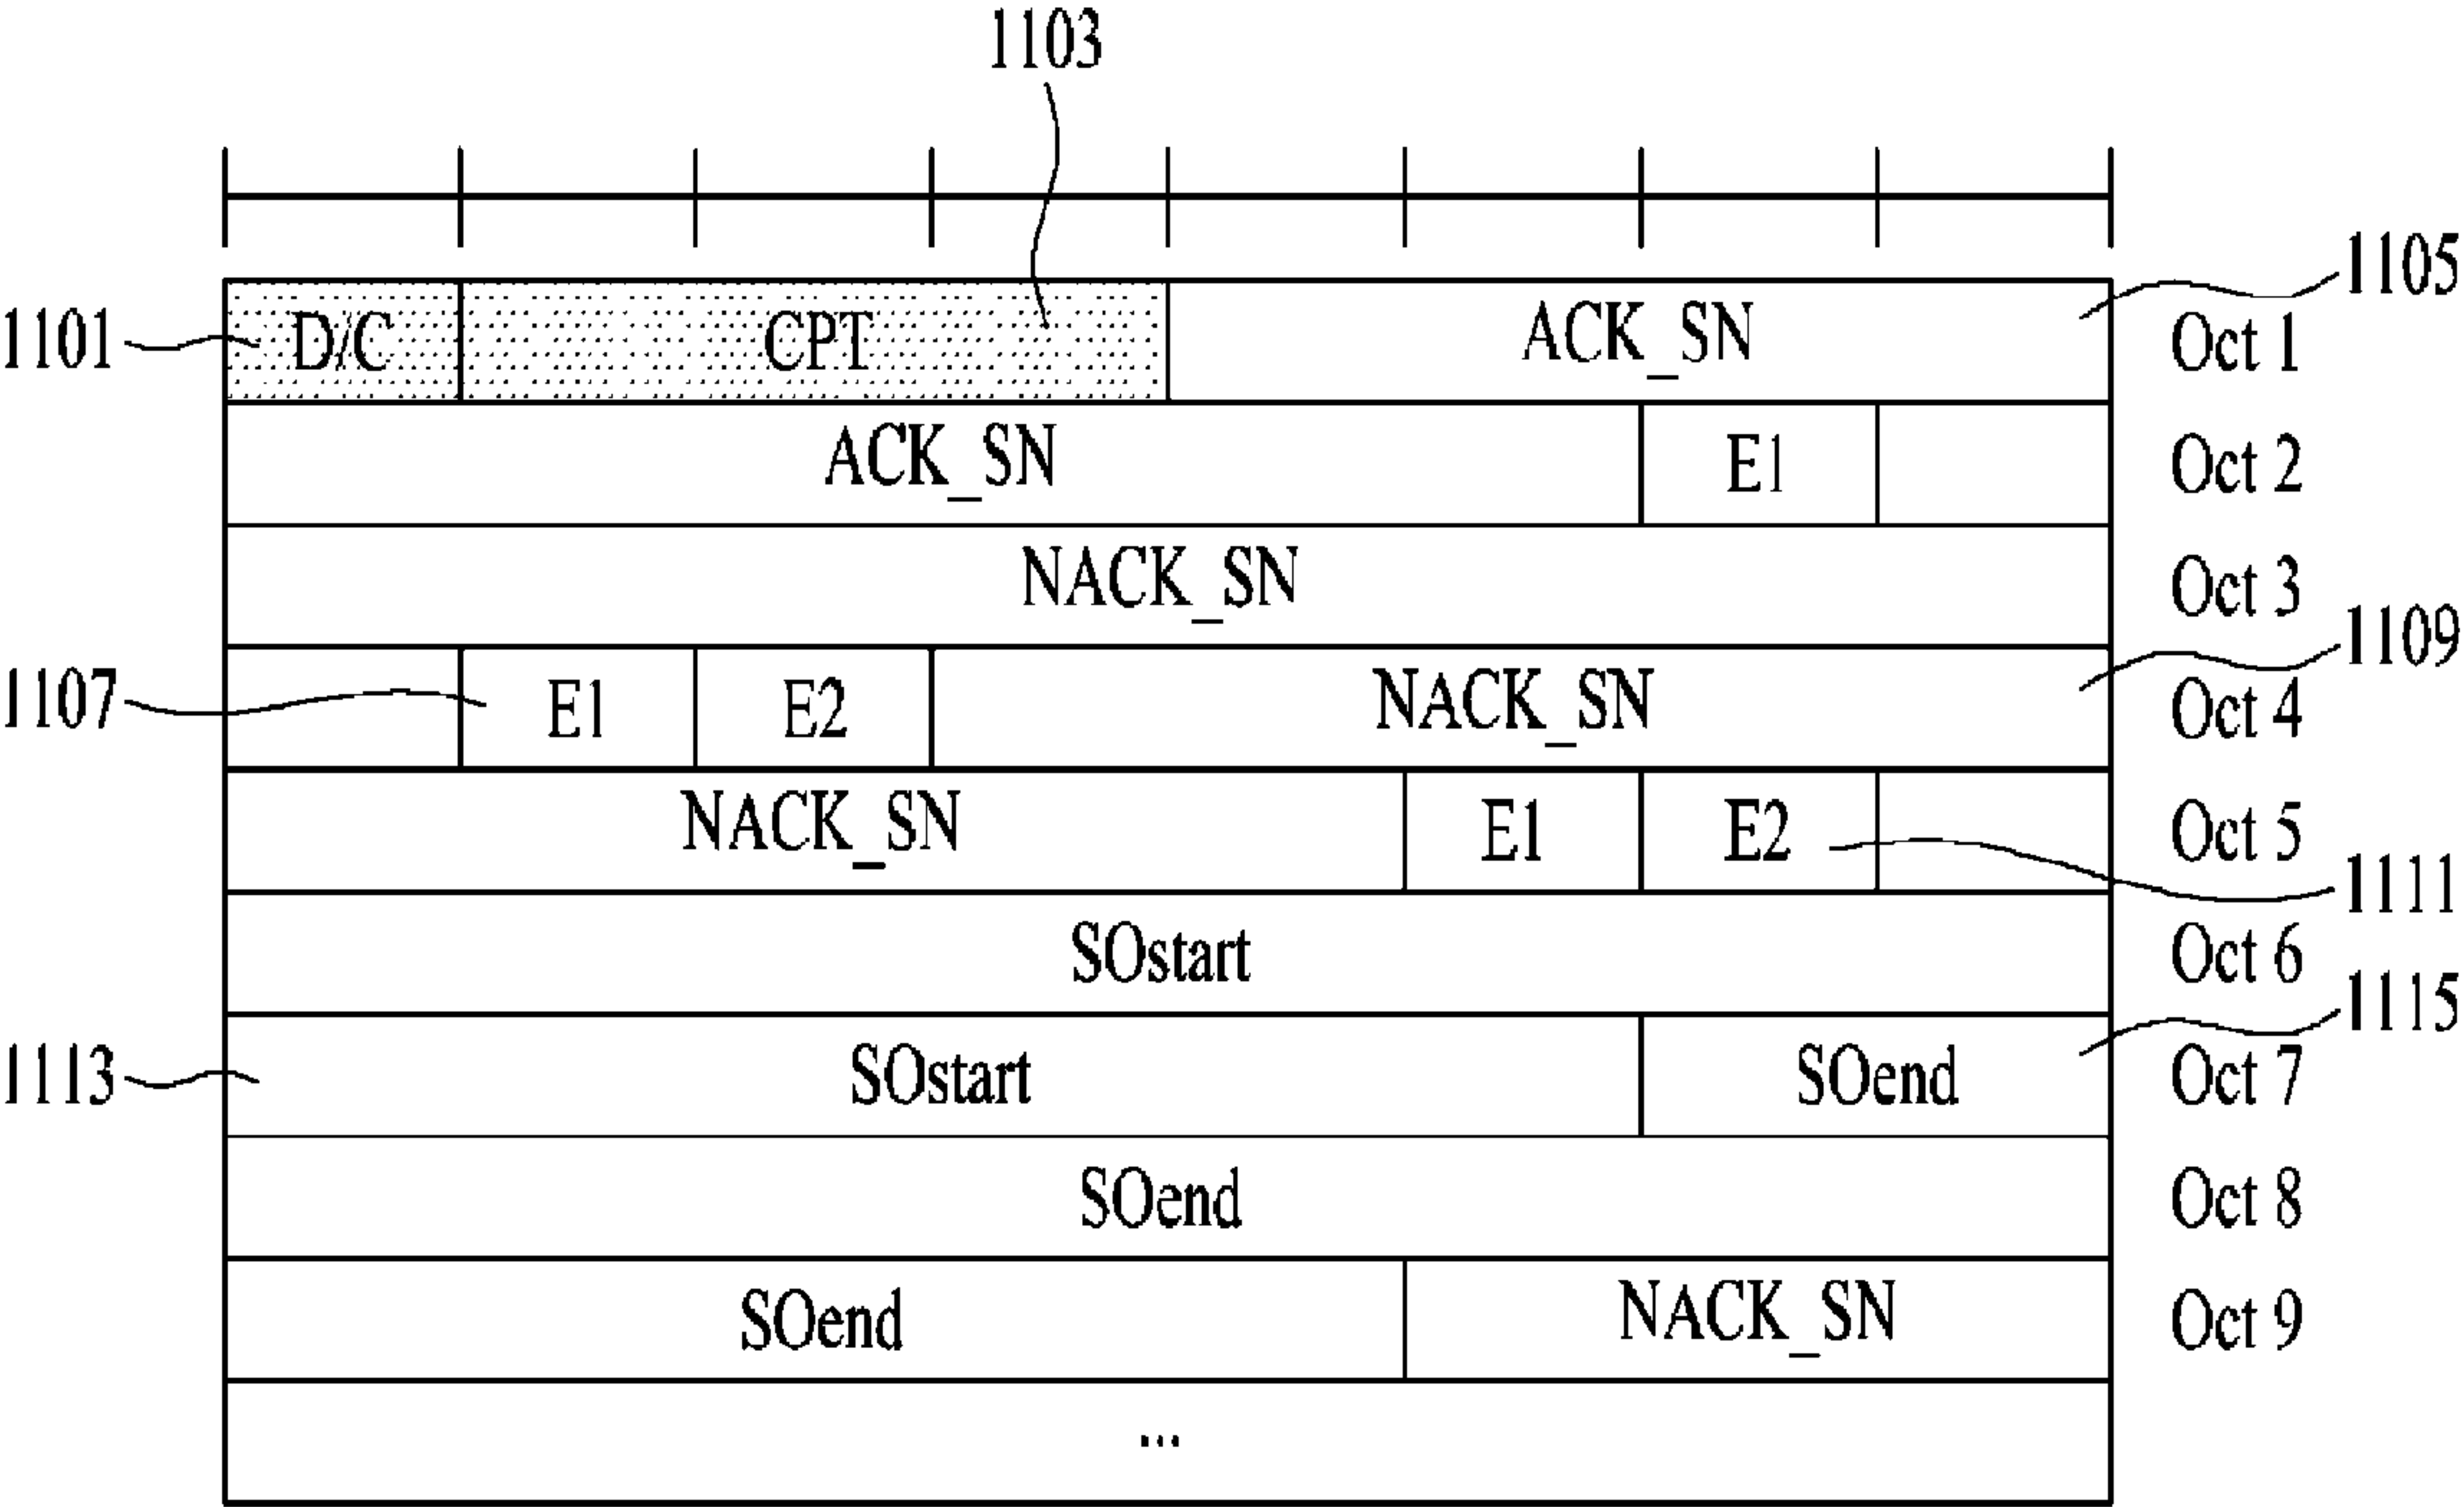 1103
1105
1101 D/C CPT ACK_SN Oct 1
ACK_SN E1 Oct 2
NACK_SN Oct 3
1109
1107 E1 E2 NACK_SN Oct 4
NACK_SN E1 E2 Oct 5
1111
SOstart Oct 6
1115
1113 SOstart SOend Oct 7
SOend Oct 8
SOend NACK_SN Oct 9
...